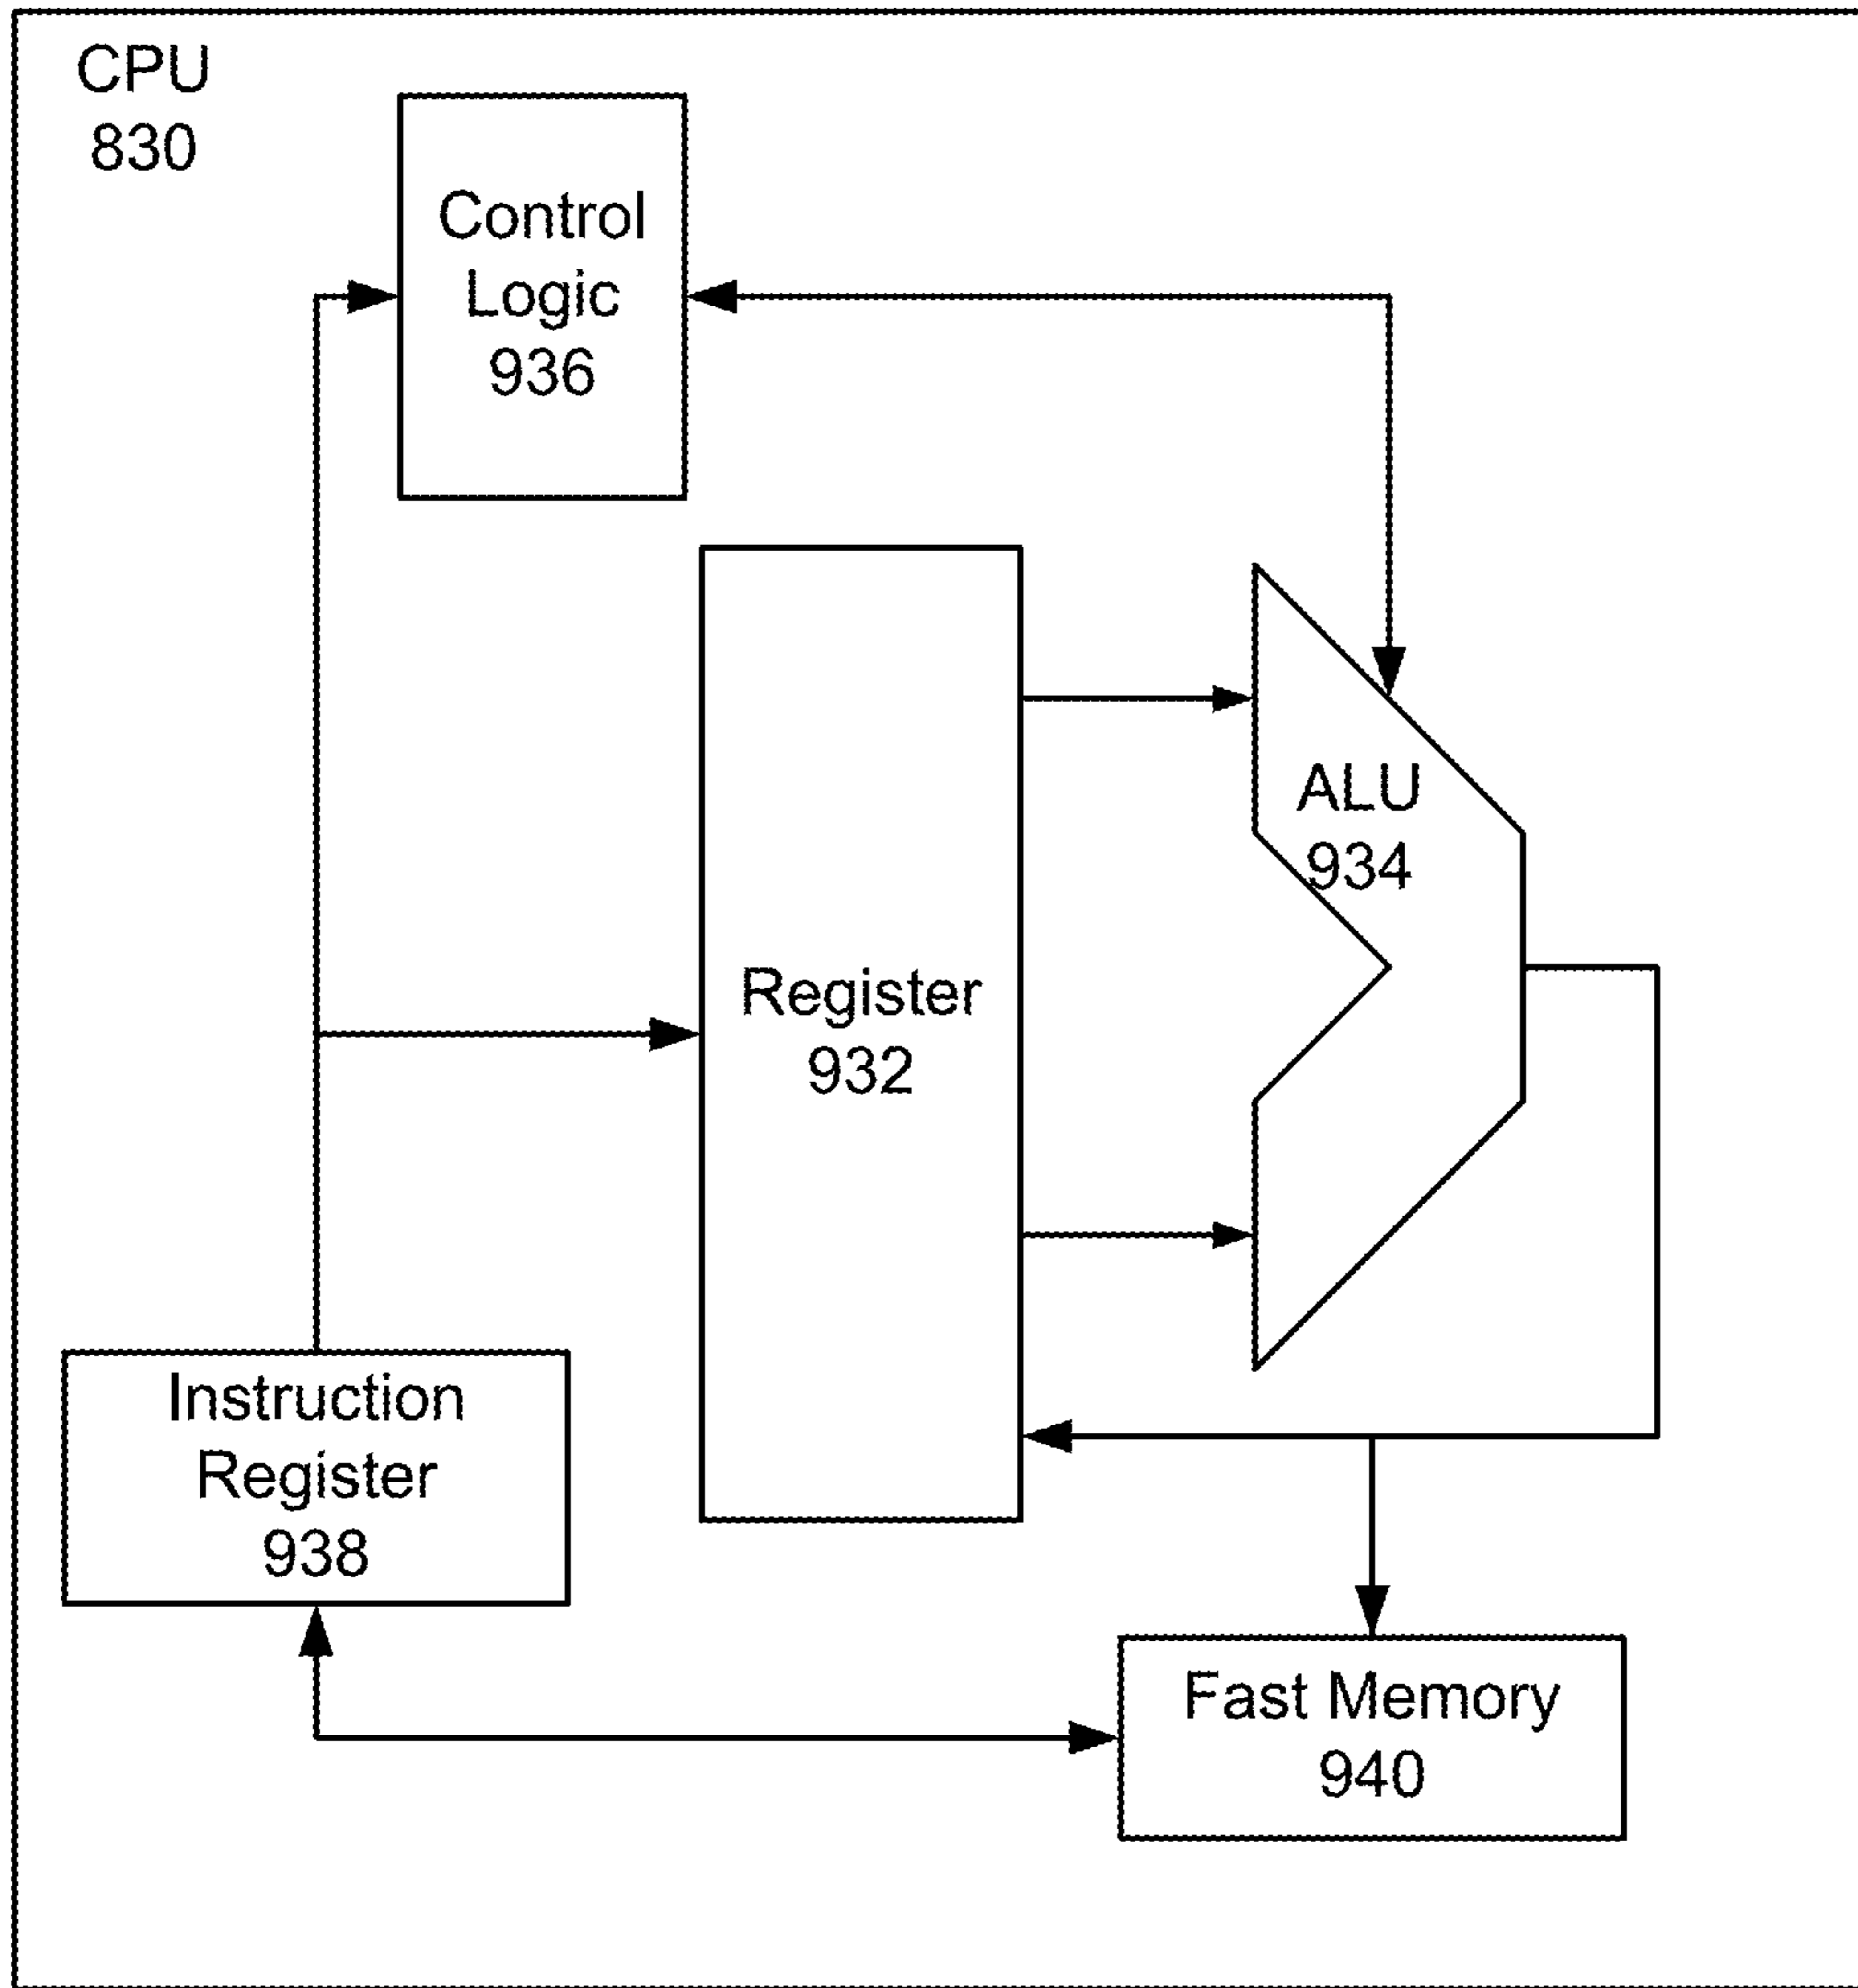 CPU
830
Control
Logic
936
ALU
934
Register
932
Instruction
Register
938
Fast Memory
940